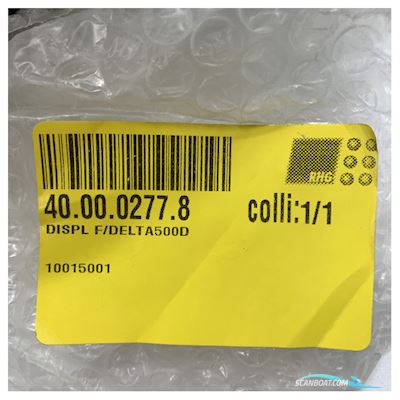 RHG
40.00.0277.8
colli:1/1
DISPL F/DELTA500D
10015001
SCANBOAT.COM